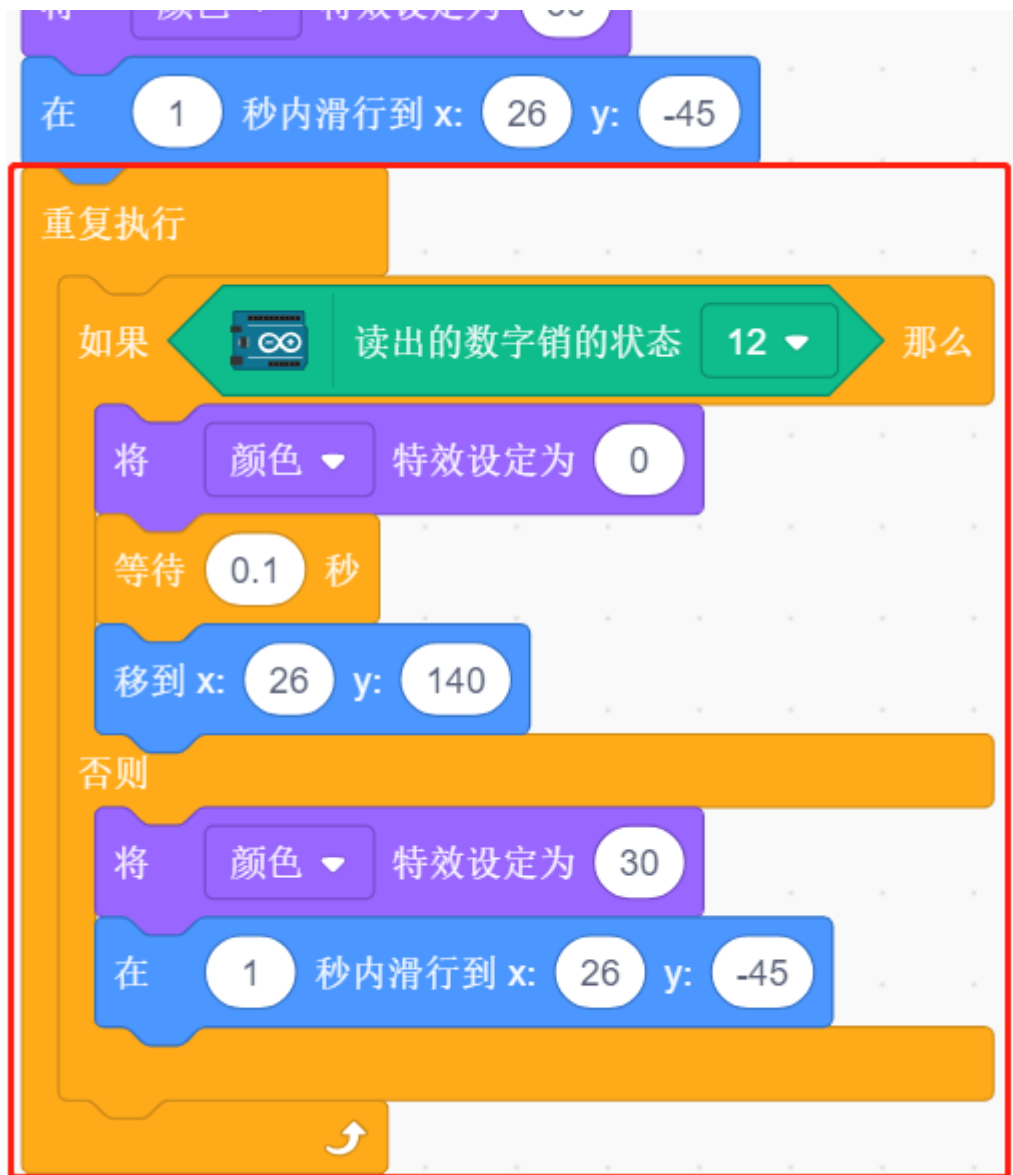 在 1 秒内滑行到 x: 26 y: -45
重复执行
如果 读出的数字销的状态 12 那么
将 颜色 特效设定为 0
等待 0.1 秒
移到 x: 26 y: 140
否则
将 颜色 特效设定为 30
在 1 秒内滑行到 x: 26 y: -45